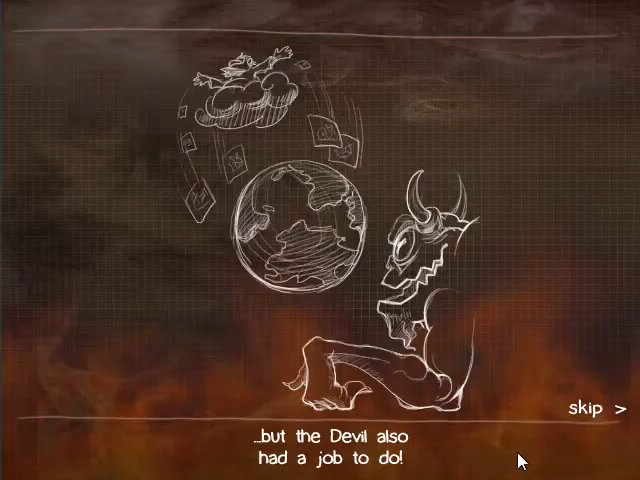 skip >
...but the Devil also
had a job to do!